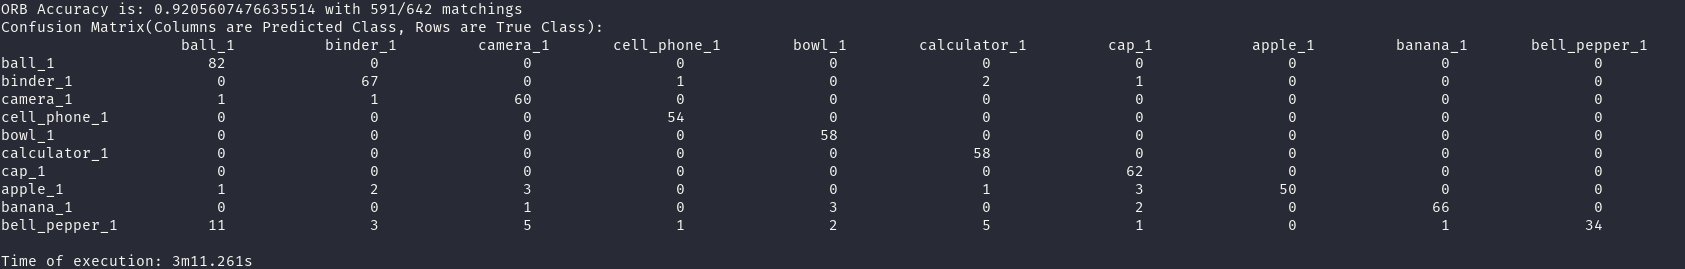 ORB Accuracy is: 0.9205607476635514 with 591/642 matchings
Confusion Matrix(Columns are Predicted Class, Rows are True Class):
ball_1 binder_1 camera_1 cell_phone_1 bowl_1 calculator_1 cap_1 apple_1 banana_1 bell_pepper_1
ball_1 82 0 0 0 0 0 0 0 0 0
binder_1 0 67 0 1 0 2 1 0 0 0
camera_1 1 1 60 0 0 0 0 0 0 0
cell_phone_1 0 0 0 54 0 0 0 0 0 0
bowl_1 0 0 0 0 58 0 0 0 0 0
calculator_1 0 0 0 0 0 58 0 0 0 0
cap_1 0 0 0 0 0 0 62 0 0 0
apple_1 1 2 3 0 0 1 3 50 0 0
banana_1 0 0 1 0 3 0 2 0 66 0
bell_pepper_1 11 3 5 1 2 5 1 0 1 34
Time of execution: 3m11.261s